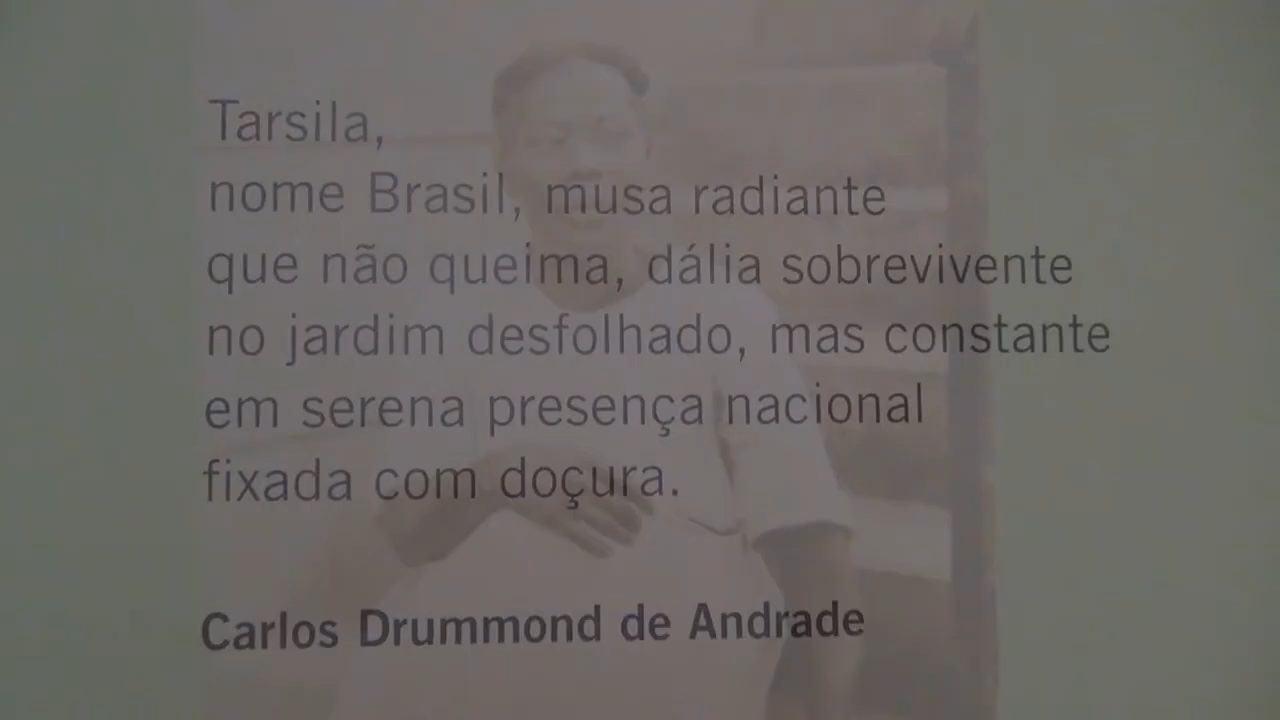 Tarsila,
nome Brasil, musa radiante
que não queima, dália sobrevivente
no jardim desfolhado, mas constante
em serena presença nacional
fixada com doçura.
Carlos Drummond de Andrade